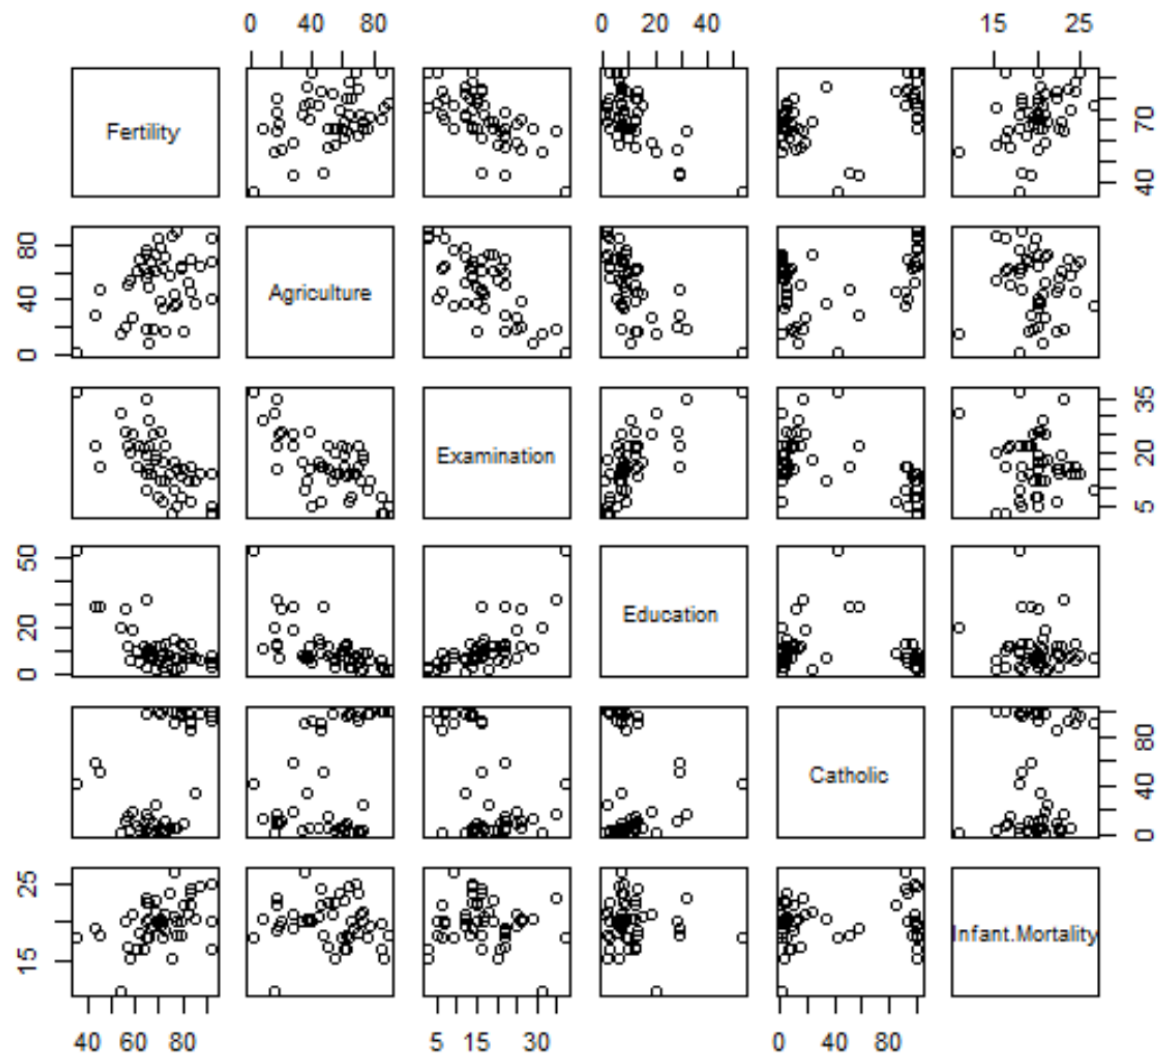 0 40 80 0 20 40 15 25
Fertility 40 70
0 40 80 Agriculture
Examination 5 20 35
0 20 50 Education
Catholic 0 40 80
15 25 Infant.Mortality
40 60 80 5 15 30 0 40 80